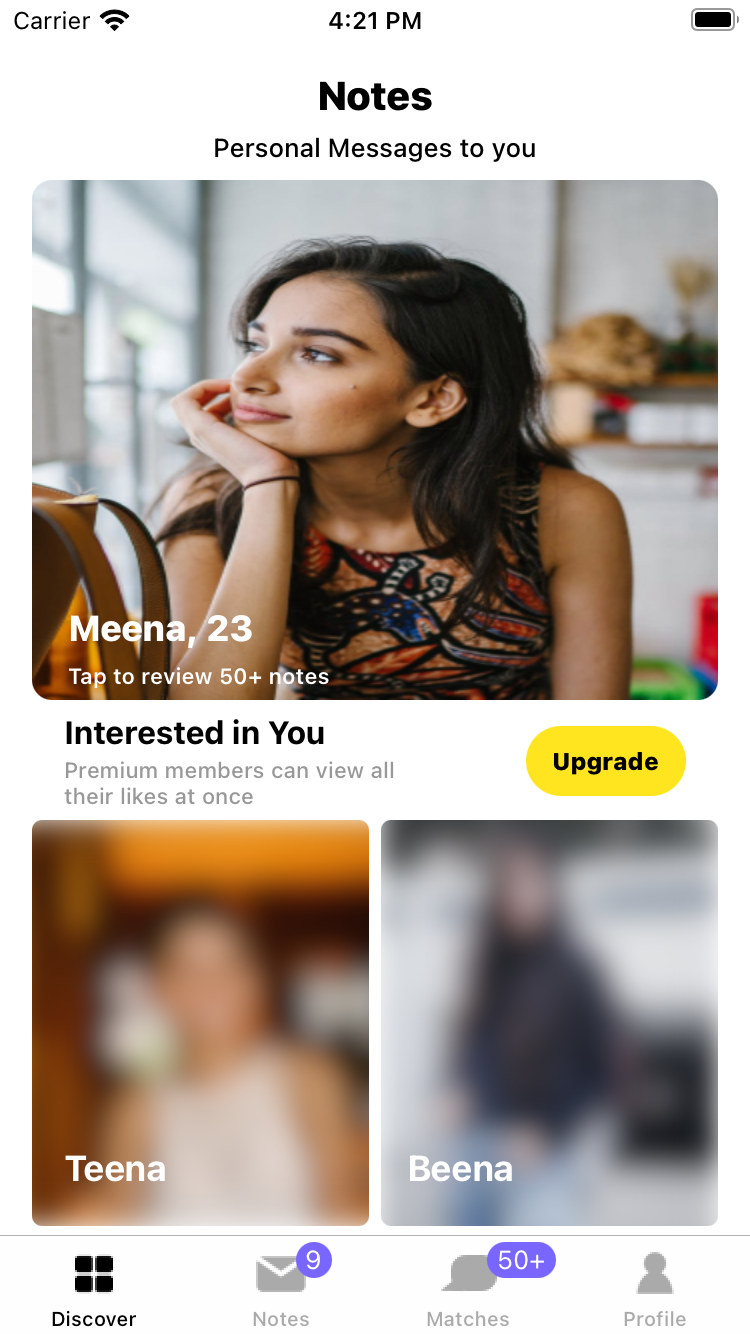 Carrier 4:21 PM
Notes
Personal Messages to you
Meena, 23
Tap to review 50+ notes
Interested in You
Premium members can view all
their likes at once
Upgrade
Teena
Beena
9
50+
Discover
Notes
Matches
Profile